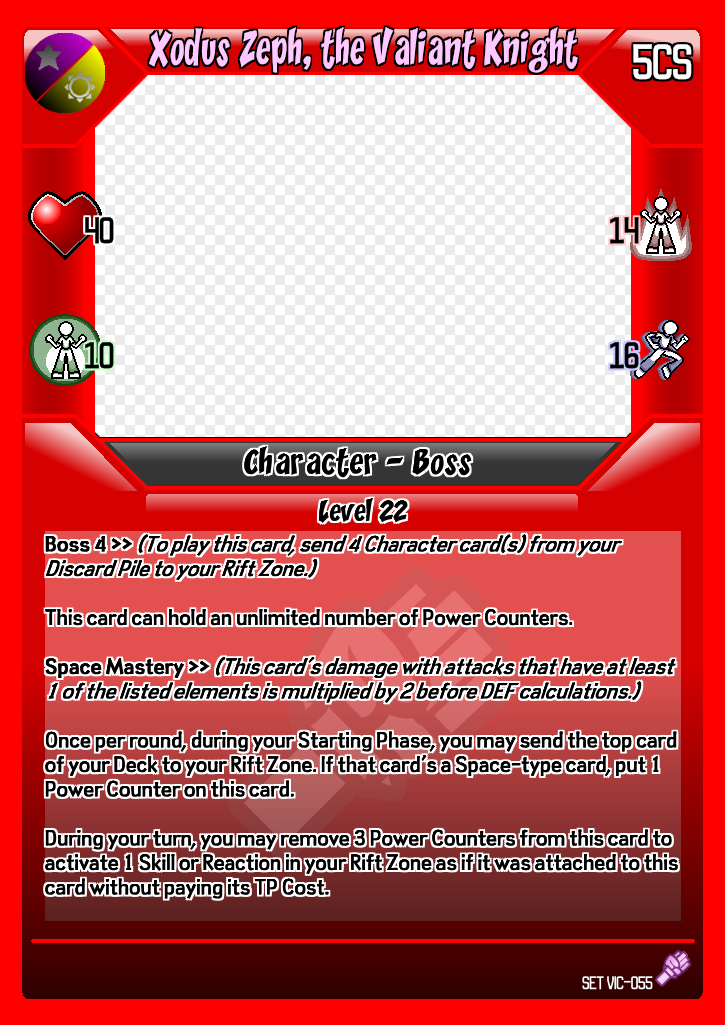 Xodus Zeph, the Valiant Knight
5CS
40
14
10
16
Character - Boss
Level 22
Boss 4 >> (To play this card, send 4 Character card(s) from your
Discard Pile to your Rift Zone.)
This card can hold an unlimited number of Power Counters.
Space Mastery >> (This card's damage with attacks that have at least
1 of the listed elements is multiplied by 2 before DEF calculations.)
Once per round, during your Starting Phase, you may send the top card
of your Deck to your Rift Zone. If that card's a Space-type card, put 1
Power Counter on this card.
During your turn, you may remove 3 Power Counters from this card to
activate 1 Skill or Reaction in your Rift Zone as if it was attached to this
card without paying its TP Cost.
SET VIC-055